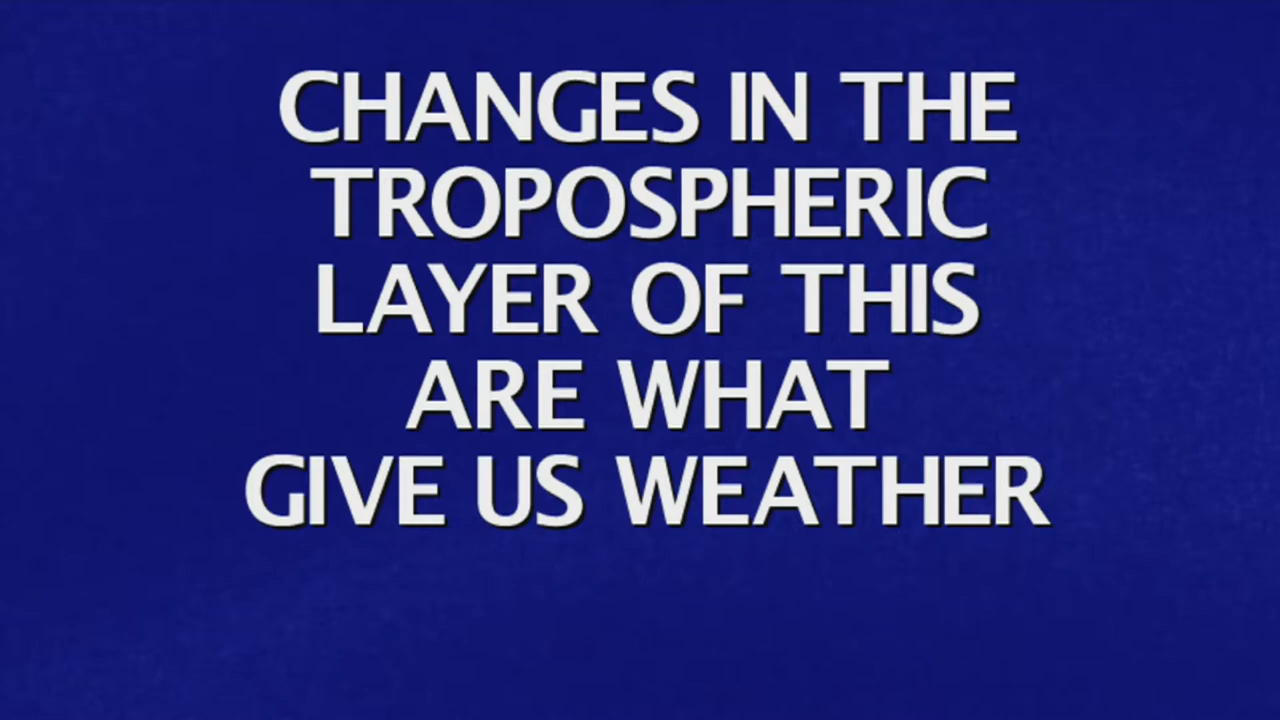 CHANGES IN THE
TROPOSPHERIC
LAYER OF THIS
ARE WHAT
GIVE US WEATHER